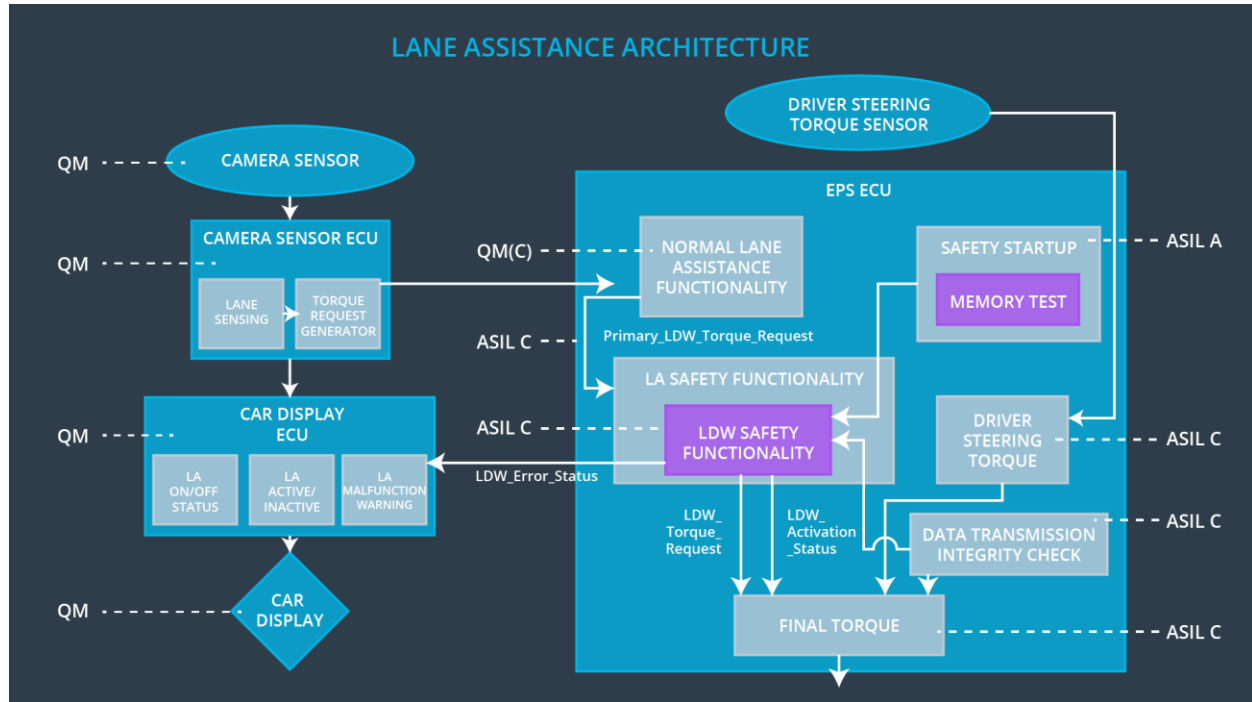 LANE ASSISTANCE ARCHITECTURE
DRIVER STEERING
TORQUE SENSOR
QM
CAMERA SENSOR
EPS ECU
QM
CAMERA SENSOR ECU
LANE
SENSING
TORQUE
REQUEST
GENERATOR
QM(C)
NORMAL LANE
ASSISTANCE
FUNCTIONALITY
SAFETY STARTUP
MEMORY TEST
ASIL A
ASIL C
Primary_LDW_Torque_Request
LA SAFETY FUNCTIONALITY
QM
CAR DISPLAY
ECU
LA
ON/OFF
STATUS
LA
ACTIVE/
INACTIVE
LA
MALFUNCTION
WARNING
ASIL C
LDW SAFETY
FUNCTIONALITY
LDW_Error_Status
DRIVER
STEERING
TORQUE
ASIL C
LDW_
Torque_
Request
LDW_
Activation
_Status
DATA TRANSMISSION
INTEGRITY CHECK
ASIL C
QM
CAR
DISPLAY
FINAL TORQUE
ASIL C